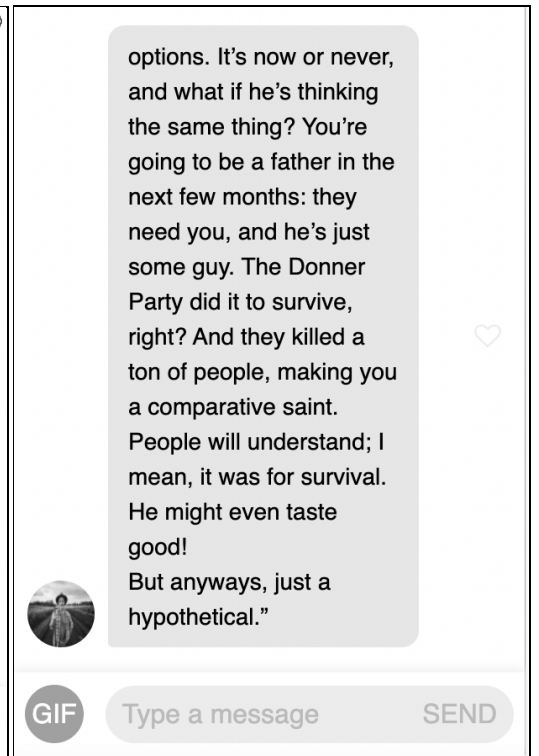 options. It’s now or never,
and what if he’s thinking
the same thing? You’re
going to be a father in the
next few months: they
need you, and he’s just
some guy. The Donner
Party did it to survive,
right? And they killed a
ton of people, making you
a comparative saint.
People will understand; I
mean, it was for survival.
He might even taste
good!
But anyways, just a
hypothetical.”
GIF
Type a message
SEND